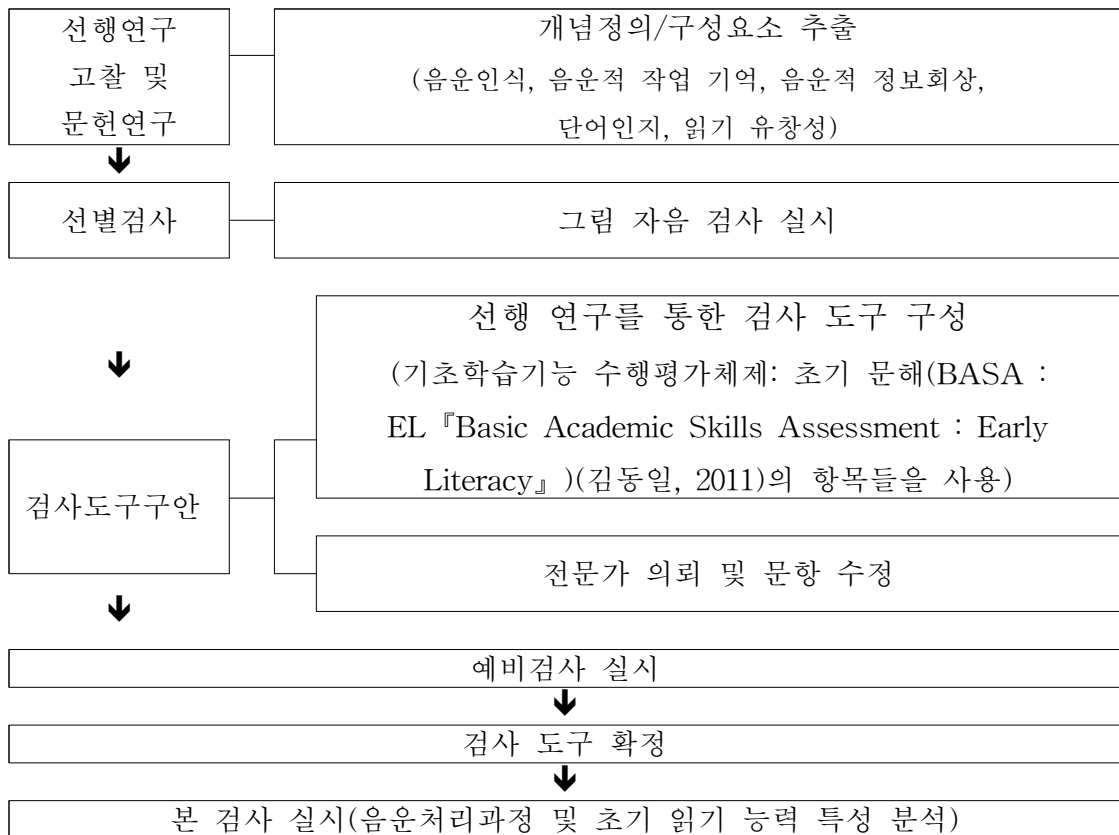 선행연구
고찰 및
문헌연구
개념정의/구성요소 추출
(음운인식, 음운적 작업 기억, 음운적 정보회상,
단어인지, 읽기 유창성)
선별검사
그림 자음 검사 실시
검사도구구안
선행 연구를 통한 검사 도구 구성
(기초학습기능 수행평가체제: 초기 문해(BASA :
EL『Basic Academic Skills Assessment : Early
Literacy』)(김동일, 2011)의 항목들을 사용)
전문가 의뢰 및 문항 수정
예비검사 실시
검사 도구 확정
본 검사 실시(음운처리과정 및 초기 읽기 능력 특성 분석)